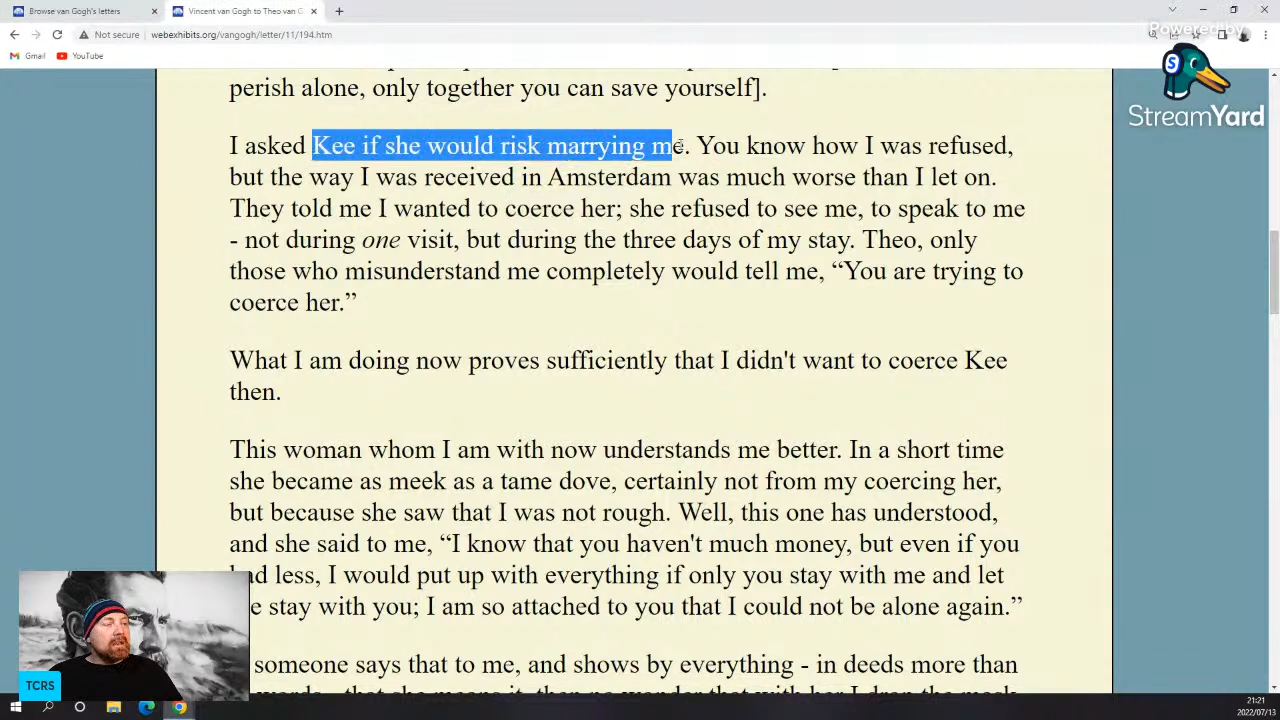 Browse van Gogh's letters
Vincent van Gogh to Theo van G
Not secure
webexhibits.org/vangogh/letter/11/194.htm
Powered by
Gmail
YouTube
S
StreamYard
perish alone, only together you can save yourself].
I asked Kee if she would risk marrying me. You know how I was refused,
but the way I was received in Amsterdam was much worse than I let on.
They told me I wanted to coerce her; she refused to see me, to speak to me
- not during one visit, but during the three days of my stay. Theo, only
those who misunderstand me completely would tell me, “You are trying to
coerce her.”
What I am doing now proves sufficiently that I didn't want to coerce Kee
then.
This woman whom I am with now understands me better. In a short time
she became as meek as a tame dove, certainly not from my coercing her,
but because she saw that I was not rough. Well, this one has understood,
and she said to me, “I know that you haven't much money, but even if you
had less, I would put up with everything if only you stay with me and let
stay with you; I am so attached to you that I could not be alone again.”
someone says that to me, and shows by everything - in deeds more than
TCRS
21:21
2022/07/13